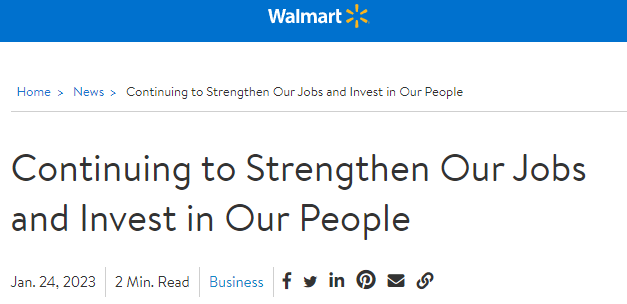 Walmart
Home > News > Continuing to Strengthen Our Jobs and Invest in Our People
Continuing to Strengthen Our Jobs
and Invest in Our People
Jan. 24, 2023 2 Min. Read Business